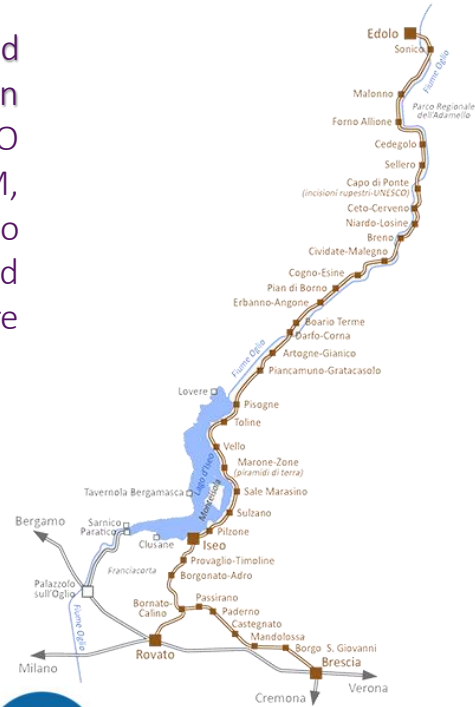 d
n
O
M,
o
d
re
Edolo
Sonico
Fiume Oglio
Malonno
Parco Regionale
dell'Adamello
Forno Allione
Cedegolo
Sellero
Capo di Ponte
(incisioni rupestri-UNESCO)
Ceto-Cerveno
Niardo-Losine
Breno
Cividate-Malegno
Cogno-Esine
Pian di Borno
Erbanno-Angone
Boario Terme
Darfo-Corna
Fiume Oglio
Artogne-Gianico
Piancamuno-Gratacasolo
Lovere
Pisogne
Toline
Vello
Lago d'Iseo
Marone-Zone
(piramidi di terra)
Montisola
Tavernola Bergamasca
Sale Marasino
Sulzano
Bergamo
Sarnico
Paratico
Pilzone
Clusane
Iseo
Franciacorta
Provaglio-Timoline
Palazzolo
sull'Oglio
Borgonato-Adro
Fiume Oglio
Bornato-
Calino
Passirano
Paderno
Castegnato
Mandolossa
Rovato
Borgo S. Giovanni
Brescia
Milano
Verona
Cremona